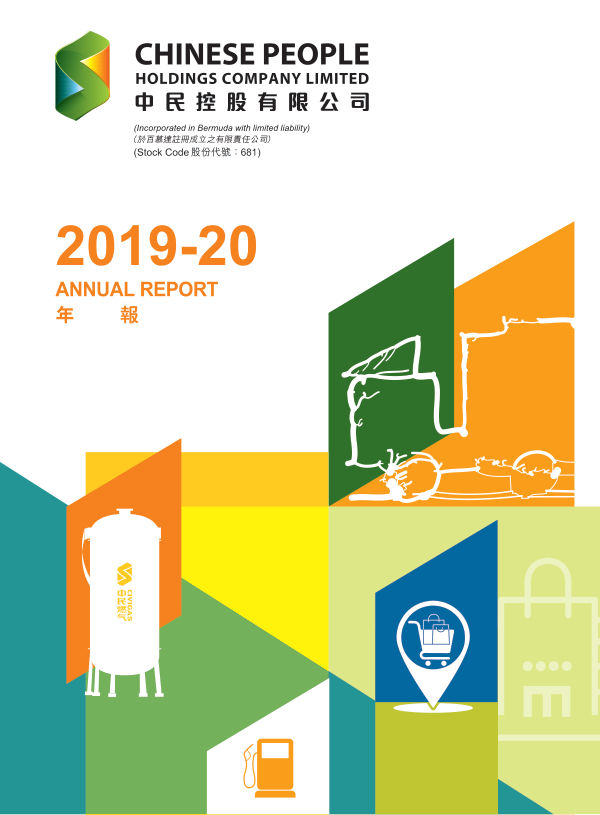 CHINESE PEOPLE
HOLDINGS COMPANY LIMITED
中民控股有限公司
(Incorporated in Bermuda with limited liability)
(於百慕達註冊成立之有限責任公司)
(Stock Code 股份代號：681)
2019-20
ANNUAL REPORT
年 報
CIVIGAS